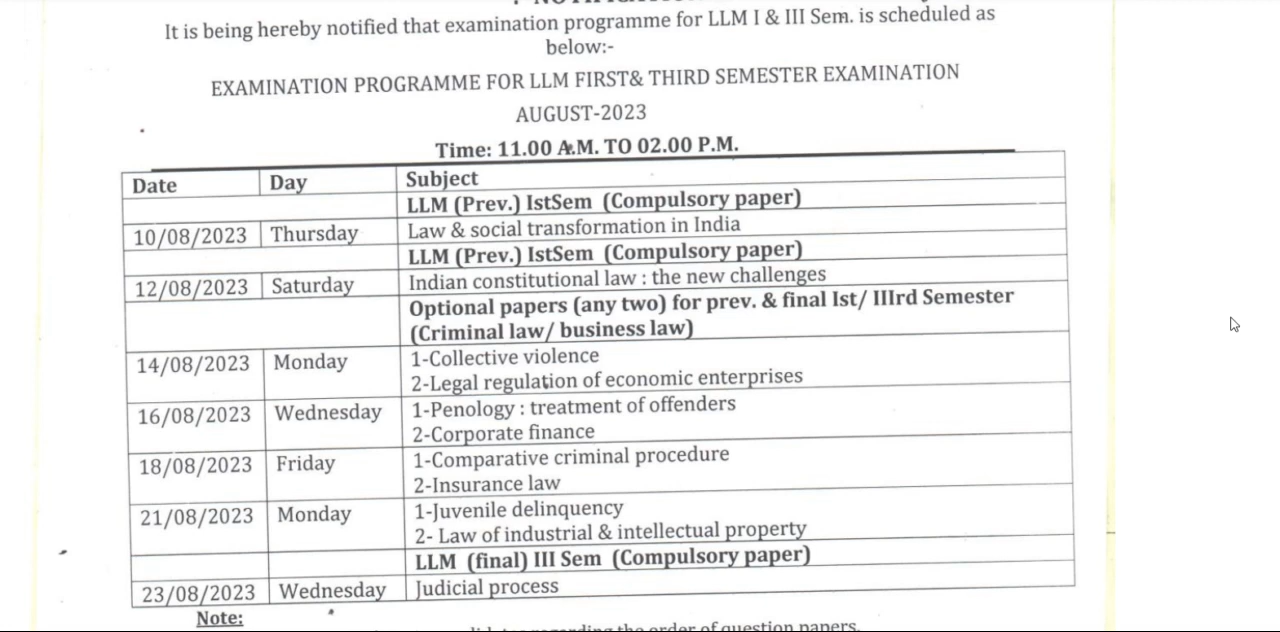 It is being hereby notified that examination programme for LLM I & III Sem. is scheduled as
below:-
EXAMINATION PROGRAMME FOR LLM FIRST& THIRD SEMESTER EXAMINATION
AUGUST-2023
Time: 11.00 A.M. TO 02.00 P.M.
Date Day Subject
LLM (Prev.) IstSem (Compulsory paper)
10/08/2023 Thursday Law & social transformation in India
LLM (Prev.) IstSem (Compulsory paper)
12/08/2023 Saturday Indian constitutional law : the new challenges
Optional papers (any two) for prev. & final Ist/ IIIrd Semester
(Criminal law/ business law)
14/08/2023 Monday 1-Collective violence
2-Legal regulation of economic enterprises
16/08/2023 Wednesday 1-Penology : treatment of offenders
2-Corporate finance
18/08/2023 Friday 1-Comparative criminal procedure
2-Insurance law
21/08/2023 Monday 1-Juvenile delinquency
2- Law of industrial & intellectual property
LLM (final) III Sem (Compulsory paper)
23/08/2023 Wednesday Judicial process
Note:
regarding the order of question papers.